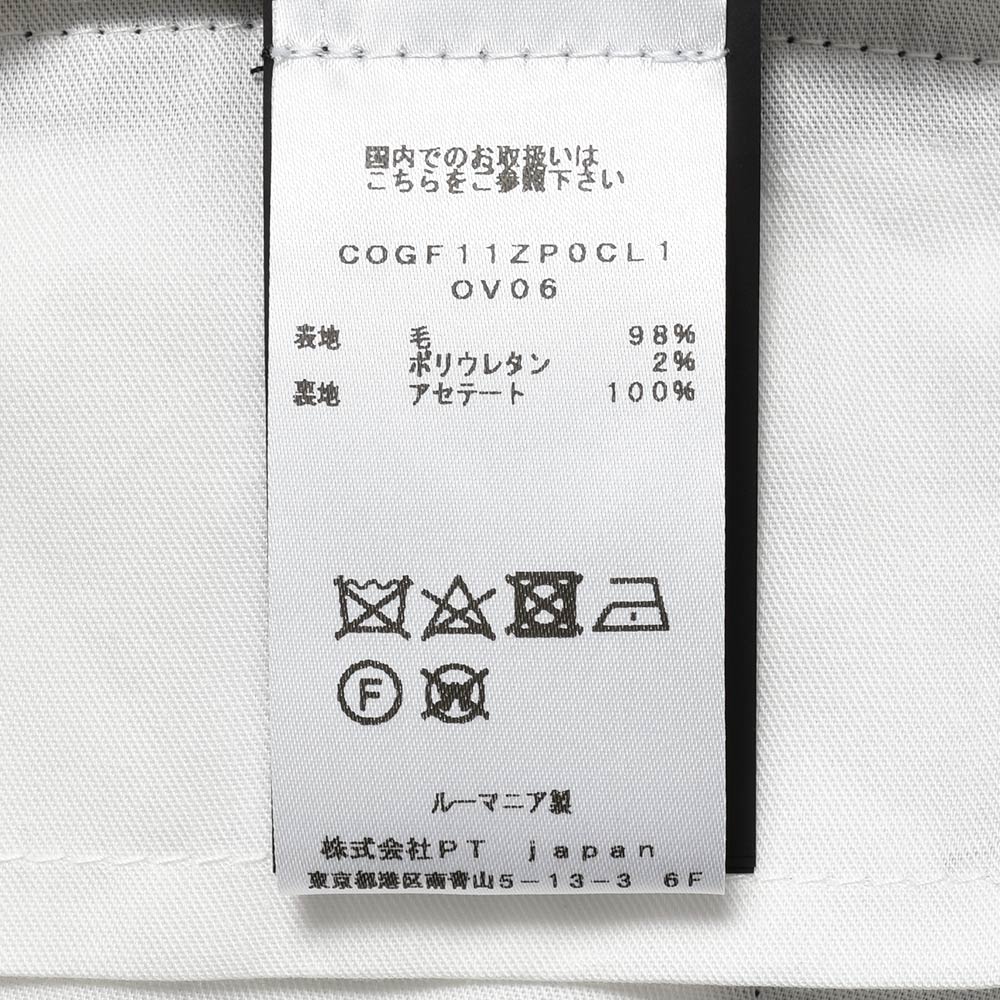 国内でのお取扱いは
こちらをご参照下さい
COGF11ZP0CL1
0V06
表地 毛 98%
ポリウレタン 2%
裏地 アセテート 100%
F
W
ルーマニア製
株式会社PT japan
東京都港区南青山5-13-3 6F